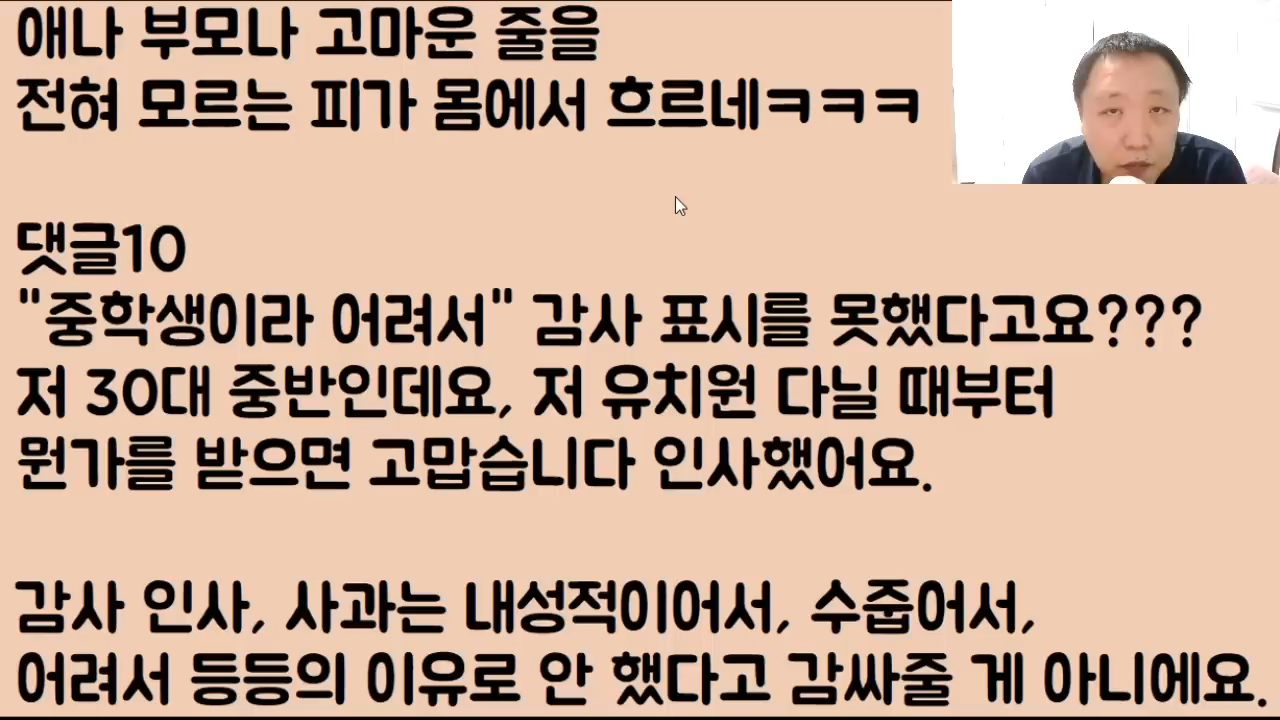 애나 부모나 고마운 줄을
전혀 모르는 피가 몸에서 흐르네ㅋㅋㅋ
댓글10
"중학생이라 어려서" 감사 표시를 못했다고요???
저 30대 중반인데요, 저 유치원 다닐 때부터
뭔가를 받으면 고맙습니다 인사했어요.
감사 인사, 사과는 내성적이어서, 수줍어서,
어려서 등등의 이유로 안 했다고 감싸줄 게 아니에요.